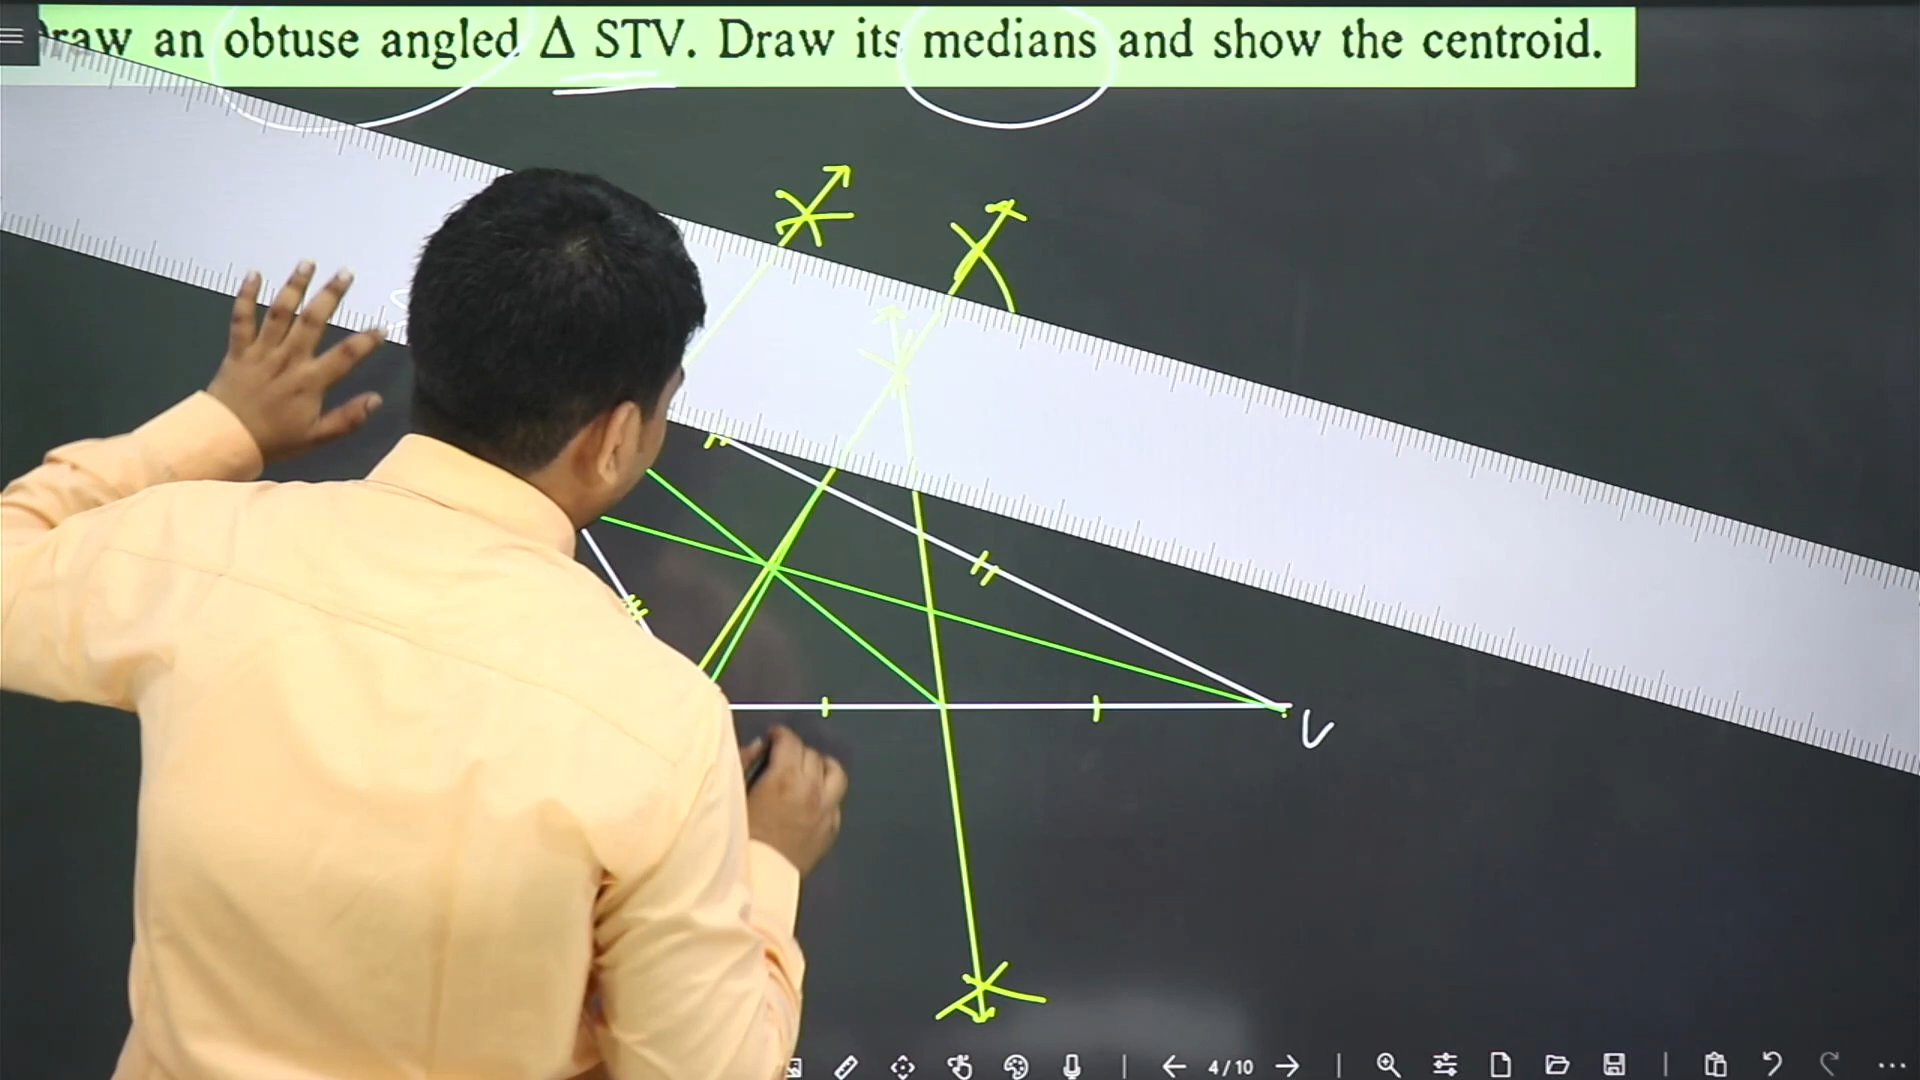 Draw an obtuse angled Δ STV. Draw its medians and show the centroid.
S
V
4/10